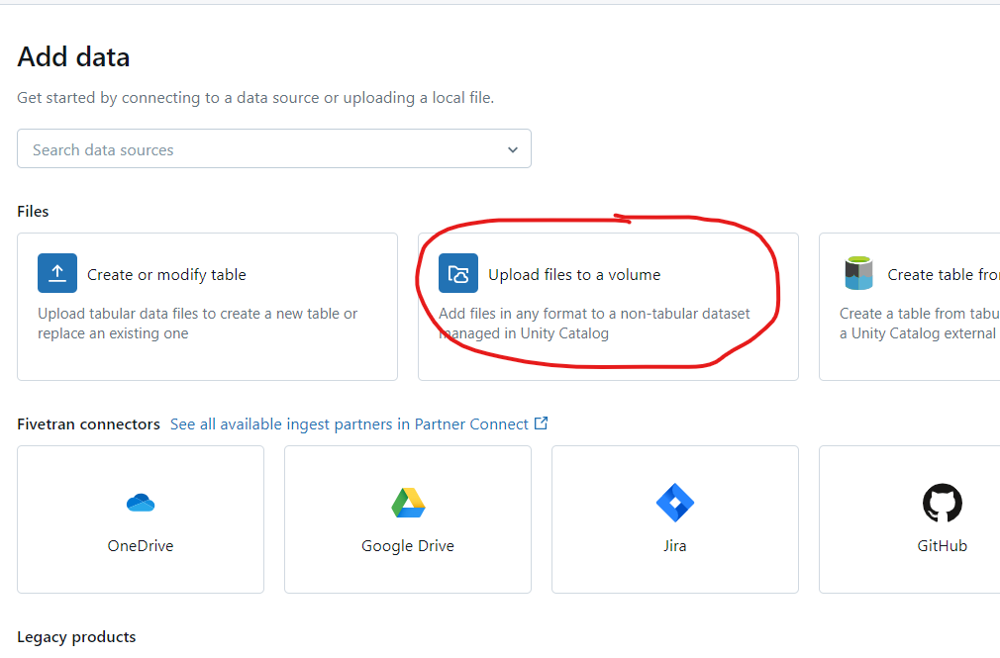 Add data
Get started by connecting to a data source or uploading a local file.
Search data sources
Files
Create or modify table
Upload tabular data files to create a new table or
replace an existing one
Upload files to a volume
Add files in any format to a non-tabular dataset
managed in Unity Catalog
Create table fro
Create a table from tabu
a Unity Catalog external
Fivetran connectors See all available ingest partners in Partner Connect
OneDrive
Google Drive
Jira
GitHub
Legacy products